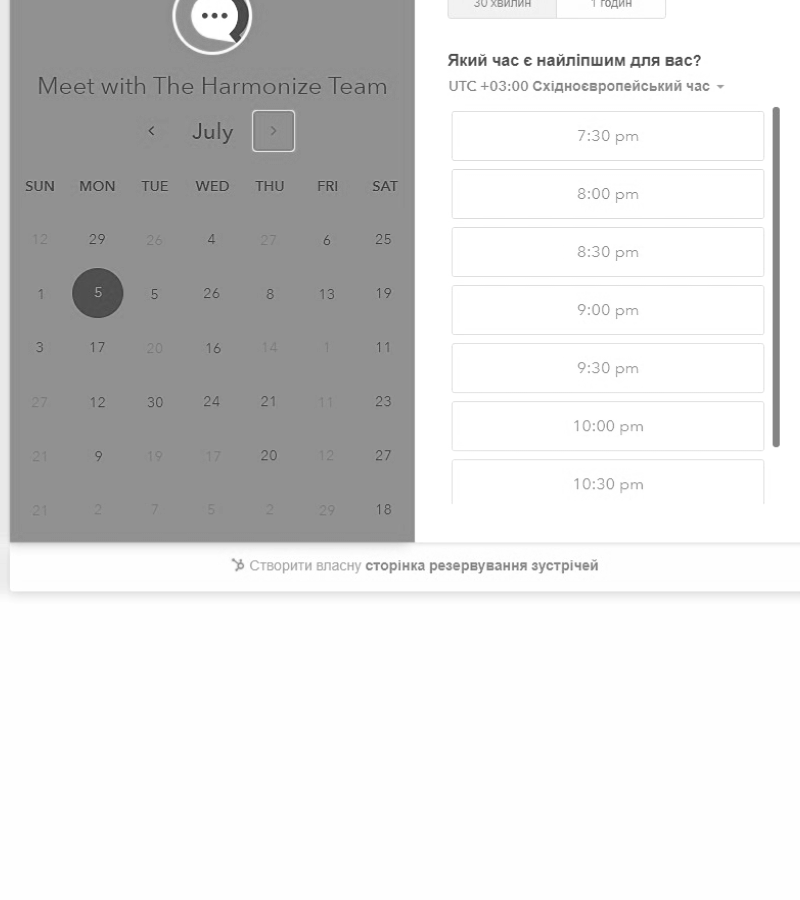 Meet with The Harmonize Team
July
SUN MON TUE WED THU FRI SAT
12 29 26 4 27 6 25
1 5 5 26 8 13 19
3 17 20 16 14 1 11
27 12 30 24 21 11 23
21 9 19 17 20 12 27
21 2 7 5 2 29 18
30 хвилин 1 годин
Який час є найліпшим для вас?
UTC +03:00 Східноєвропейський час
7:30 pm
8:00 pm
8:30 pm
9:00 pm
9:30 pm
10:00 pm
10:30 pm
Створити власну сторінка резервування зустрічей